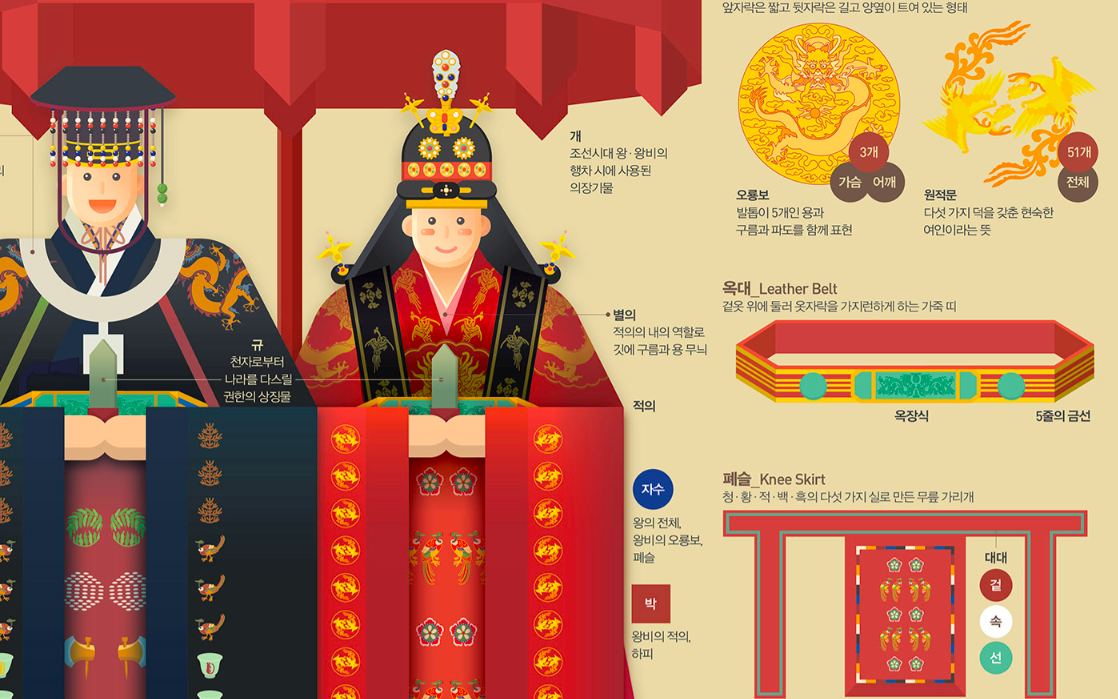 앞자락은 짧고 뒷자락은 길고 양옆이 트여 있는 형태
개
조선시대 왕·왕비의
행차 시에 사용된
의장기물
3개
가슴 어깨
51개
전체
오룡보
발톱이 5개인 용과
구름과 파도를 함께 표현
원적문
다섯 가지 덕을 갖춘 현숙한
여인이라는 뜻
옥대_Leather Belt
겉옷 위에 둘러 옷자락을 가지런하게 하는 가죽 띠
옥장식
5줄의 금선
별의
적의의 내의 역할로
깃에 구름과 용 무늬
규
천자로부터
나라를 다스릴
권한의 상징물
적의
자수
왕의 전체,
왕비의 오룡보,
폐슬
박
왕비의 적의,
하피
폐슬_Knee Skirt
청·황·적·백·흑의 다섯 가지 실로 만든 무릎 가리개
대대
겉
속
선